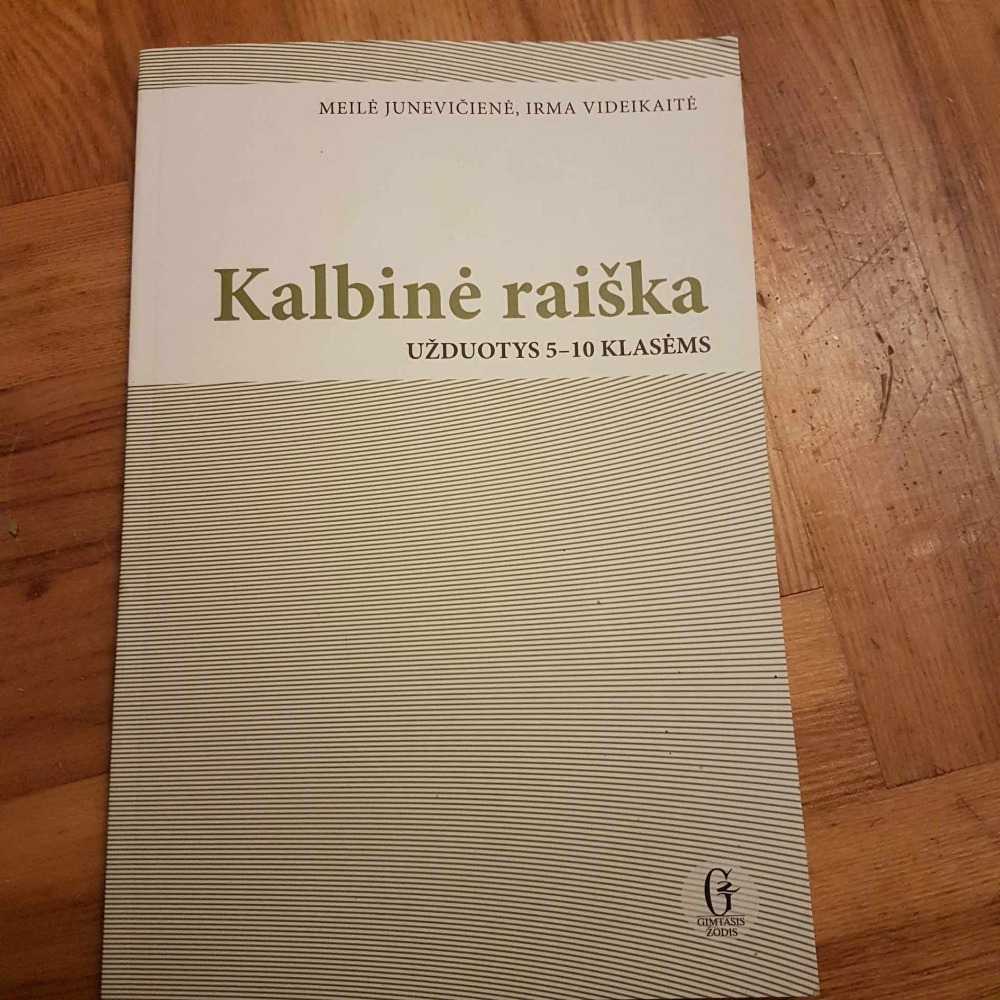 MEILĖ JUNEVIČIENĖ, IRMA VIDEIKAITĖ
Kalbinė raiška
UŽDUOTYS 5–10 KLASĖMS
GIMTASIS
ŽODIS